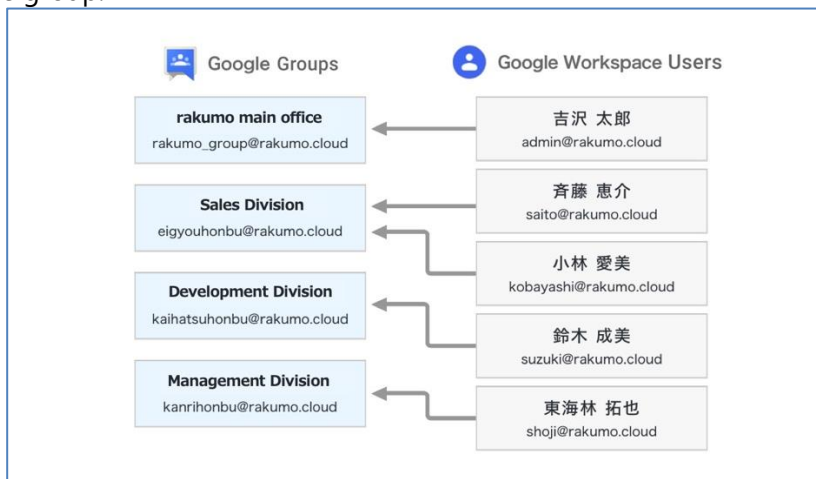 Google Groups
Google Workspace Users
rakumo main office
rakumo_group@rakumo.cloud
Sales Division
eigyouhonbu@rakumo.cloud
Development Division
kaihatsuhonbu@rakumo.cloud
Management Division
kanrihonbu@rakumo.cloud
吉沢 太郎
admin@rakumo.cloud
斉藤 恵介
saito@rakumo.cloud
小林 愛美
kobayashi@rakumo.cloud
鈴木 成美
suzuki@rakumo.cloud
東海林 拓也
shoji@rakumo.cloud